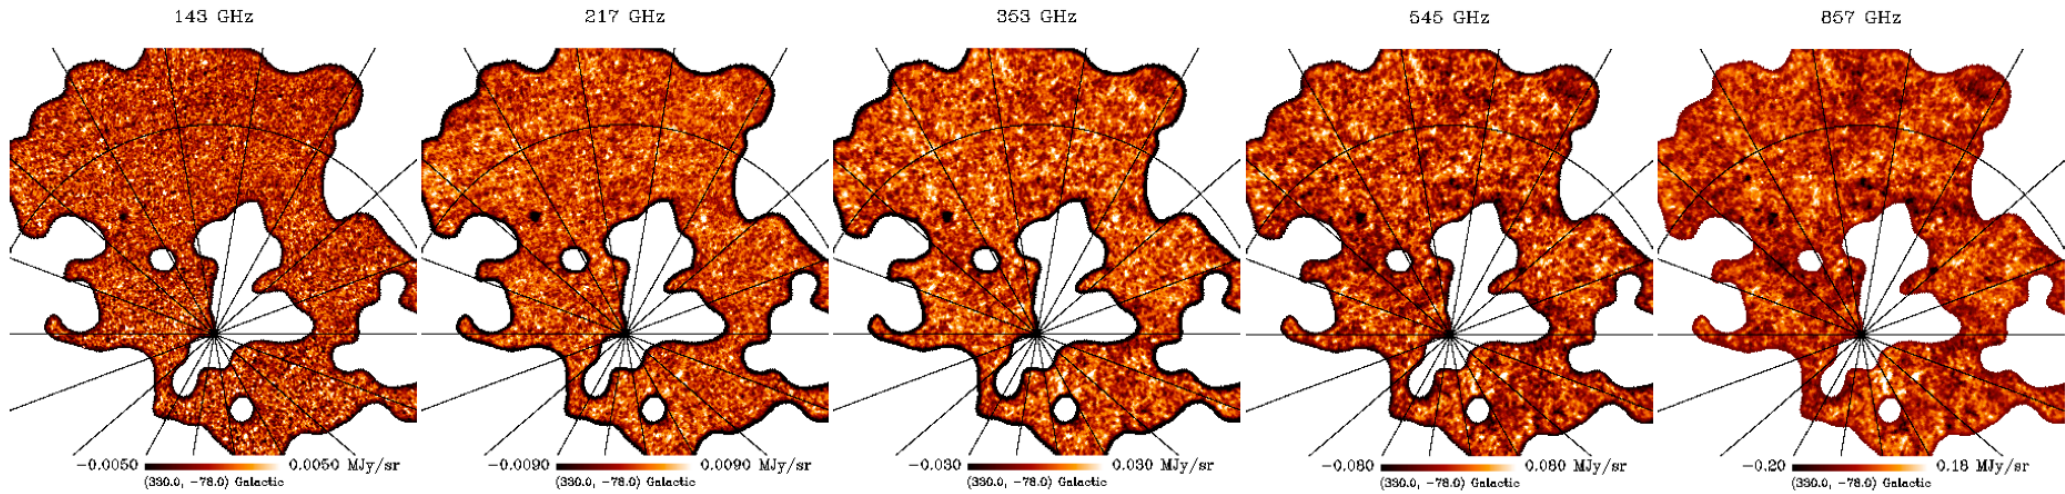 143 GHz
217 GHz
353 GHz
545 GHz
857 GHz
-0.0050 0.0050 MJy/sr
(330.0, -78.0) Galactic
-0.0090 0.0090 MJy/sr
(330.0, -78.0) Galactic
-0.030 0.030 MJy/sr
(330.0, -78.0) Galactic
-0.080 0.080 MJy/sr
(330.0, -78.0) Galactic
-0.20 0.18 MJy/sr
(330.0, -78.0) Galactic